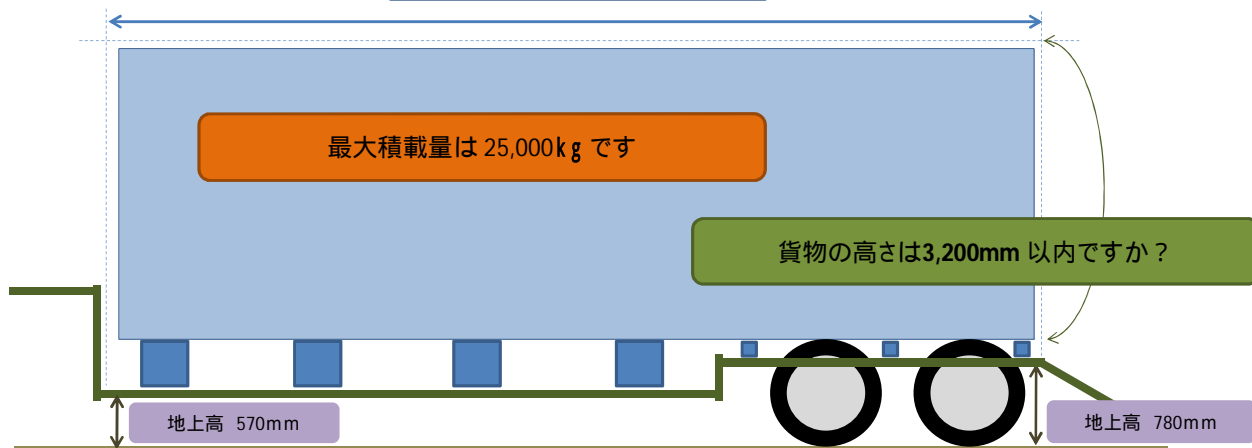 最大積載量は 25,000kg です
貨物の高さは3,200mm 以内ですか？
地上高 570mm
地上高 780mm